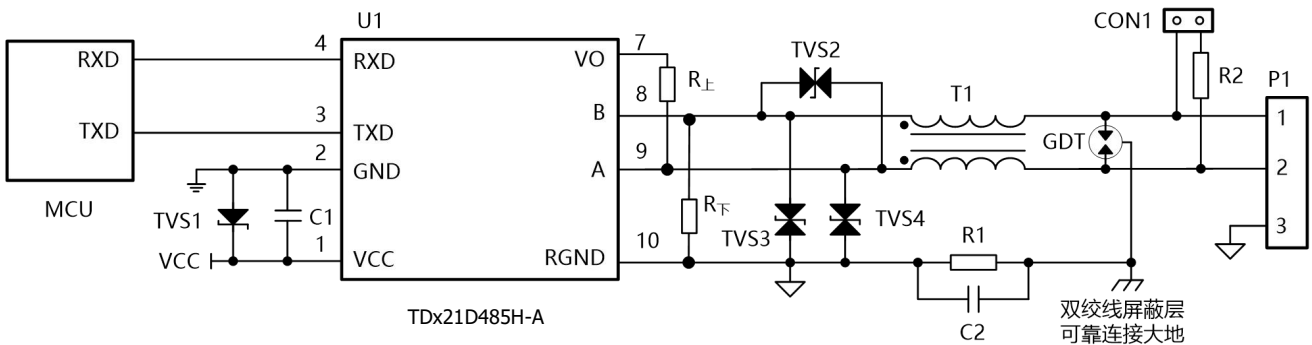 U1
CON1
RXD
4
RXD
VO
7
TVS2
R上
R2
P1
8
B
T1
1
TXD
3
TXD
GDT
2
GND
9
A
2
MCU
TVS1
C1
R下
TVS3
TVS4
3
VCC
1
VCC
RGND
10
R1
TDx21D485H-A
C2
双绞线屏蔽层
可靠连接大地